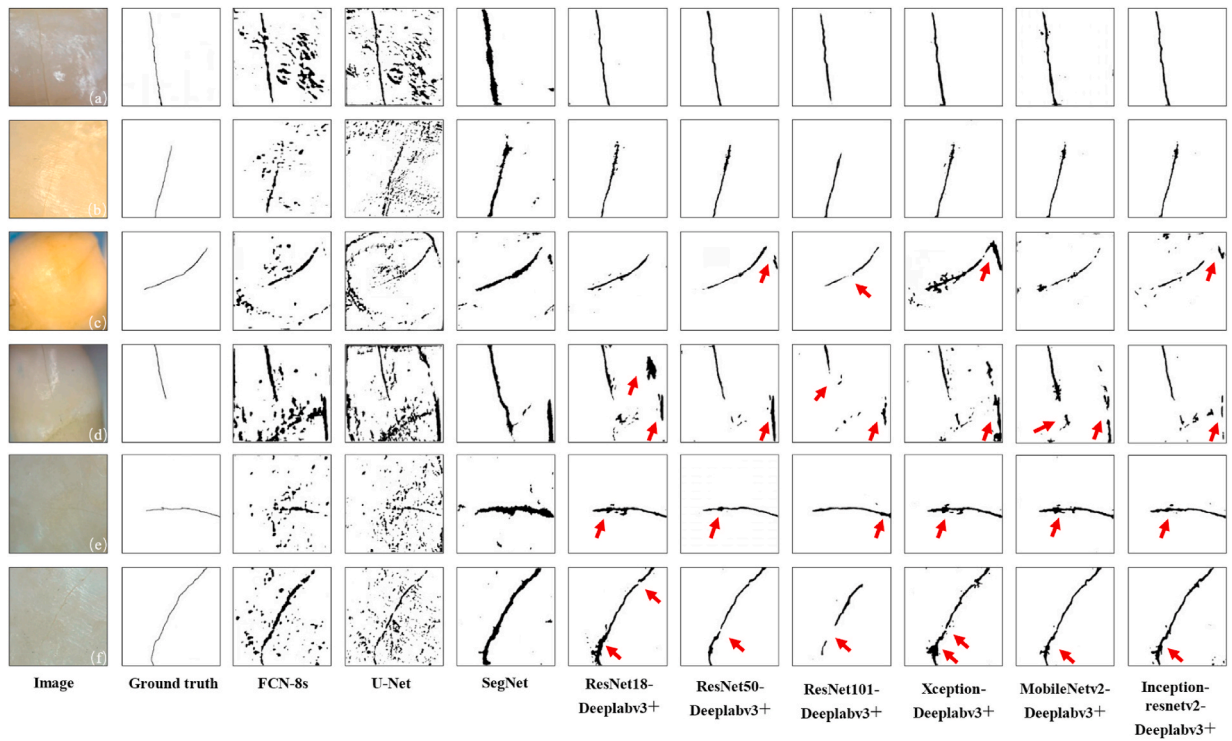 (a)
(b)
(c)
(d)
(e)
(f)
Image
Ground truth
FCN-8s
U-Net
SegNet
ResNet18-
Deeplabv3+
ResNet50-
Deeplabv3+
ResNet101-
Deeplabv3+
Xception-
Deeplabv3+
MobileNetv2-
Deeplabv3+
Inception-
resnetv2-
Deeplabv3+